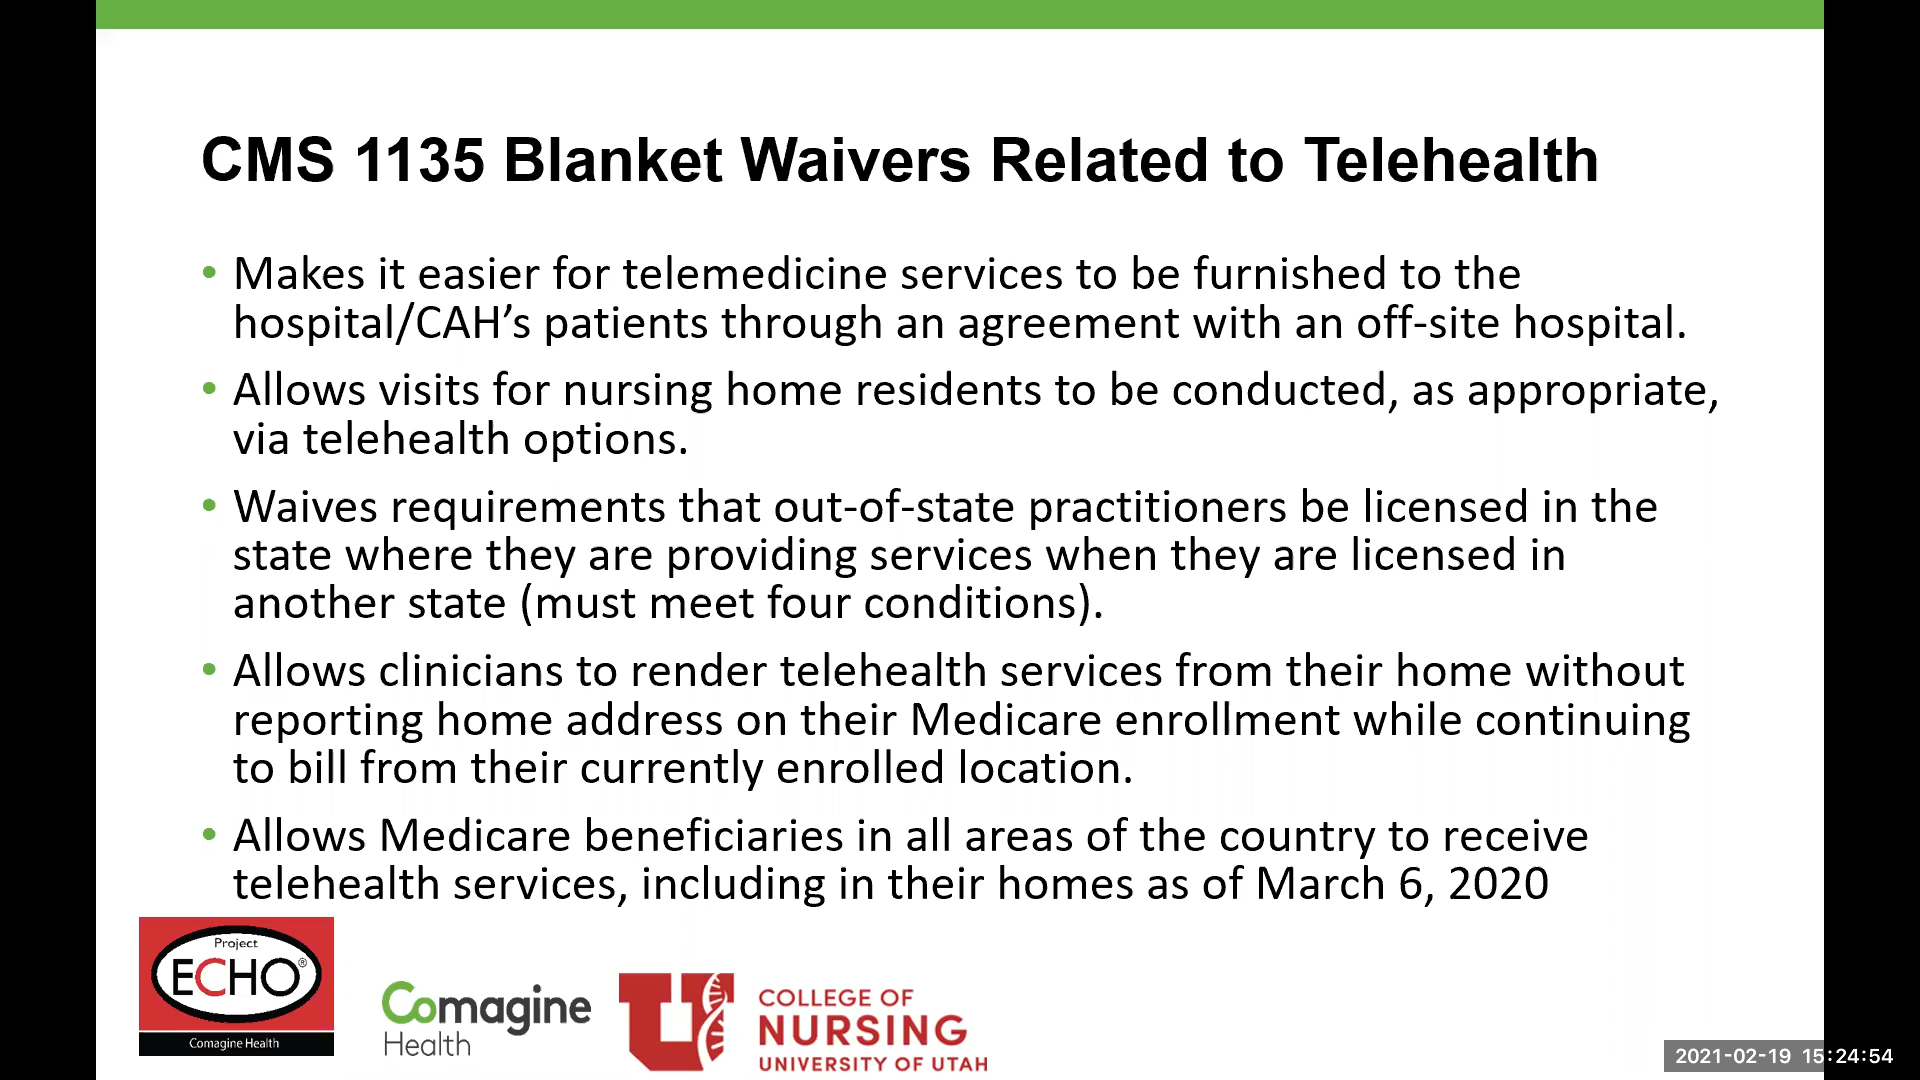 CMS 1135 Blanket Waivers Related to Telehealth
• Makes it easier for telemedicine services to be furnished to the
hospital/CAH’s patients through an agreement with an off-site hospital.
• Allows visits for nursing home residents to be conducted, as appropriate,
via telehealth options.
• Waives requirements that out-of-state practitioners be licensed in the
state where they are providing services when they are licensed in
another state (must meet four conditions).
• Allows clinicians to render telehealth services from their home without
reporting home address on their Medicare enrollment while continuing
to bill from their currently enrolled location.
• Allows Medicare beneficiaries in all areas of the country to receive
telehealth services, including in their homes as of March 6, 2020
Project
ECHO®
Comagine Health
Comagine
Health
U
COLLEGE OF
NURSING
UNIVERSITY OF UTAH
2021-02-19 15:24:54